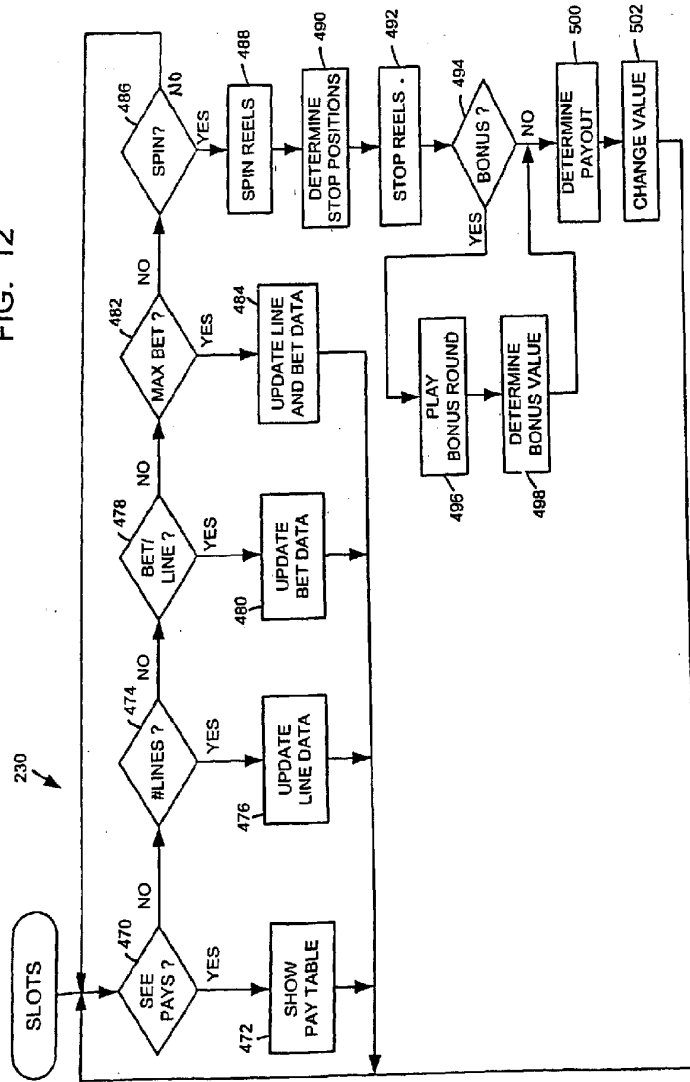 FIG. 12
230
SLOTS
470
SEE
PAYS ?
NO
YES
472
SHOW
PAY TABLE
474
#LINES ?
NO
YES
476
UPDATE
LINE DATA
478
BET/
LINE ?
NO
YES
480
UPDATE
BET DATA
482
MAX BET ?
NO
YES
484
UPDATE LINE
AND BET DATA
486
SPIN?
NO
YES
488
SPIN REELS
490
DETERMINE
STOP POSITIONS
492
STOP REELS .
494
BONUS ?
YES
NO
496
PLAY
BONUS ROUND
498
DETERMINE
BONUS VALUE
500
DETERMINE
PAYOUT
502
CHANGE VALUE